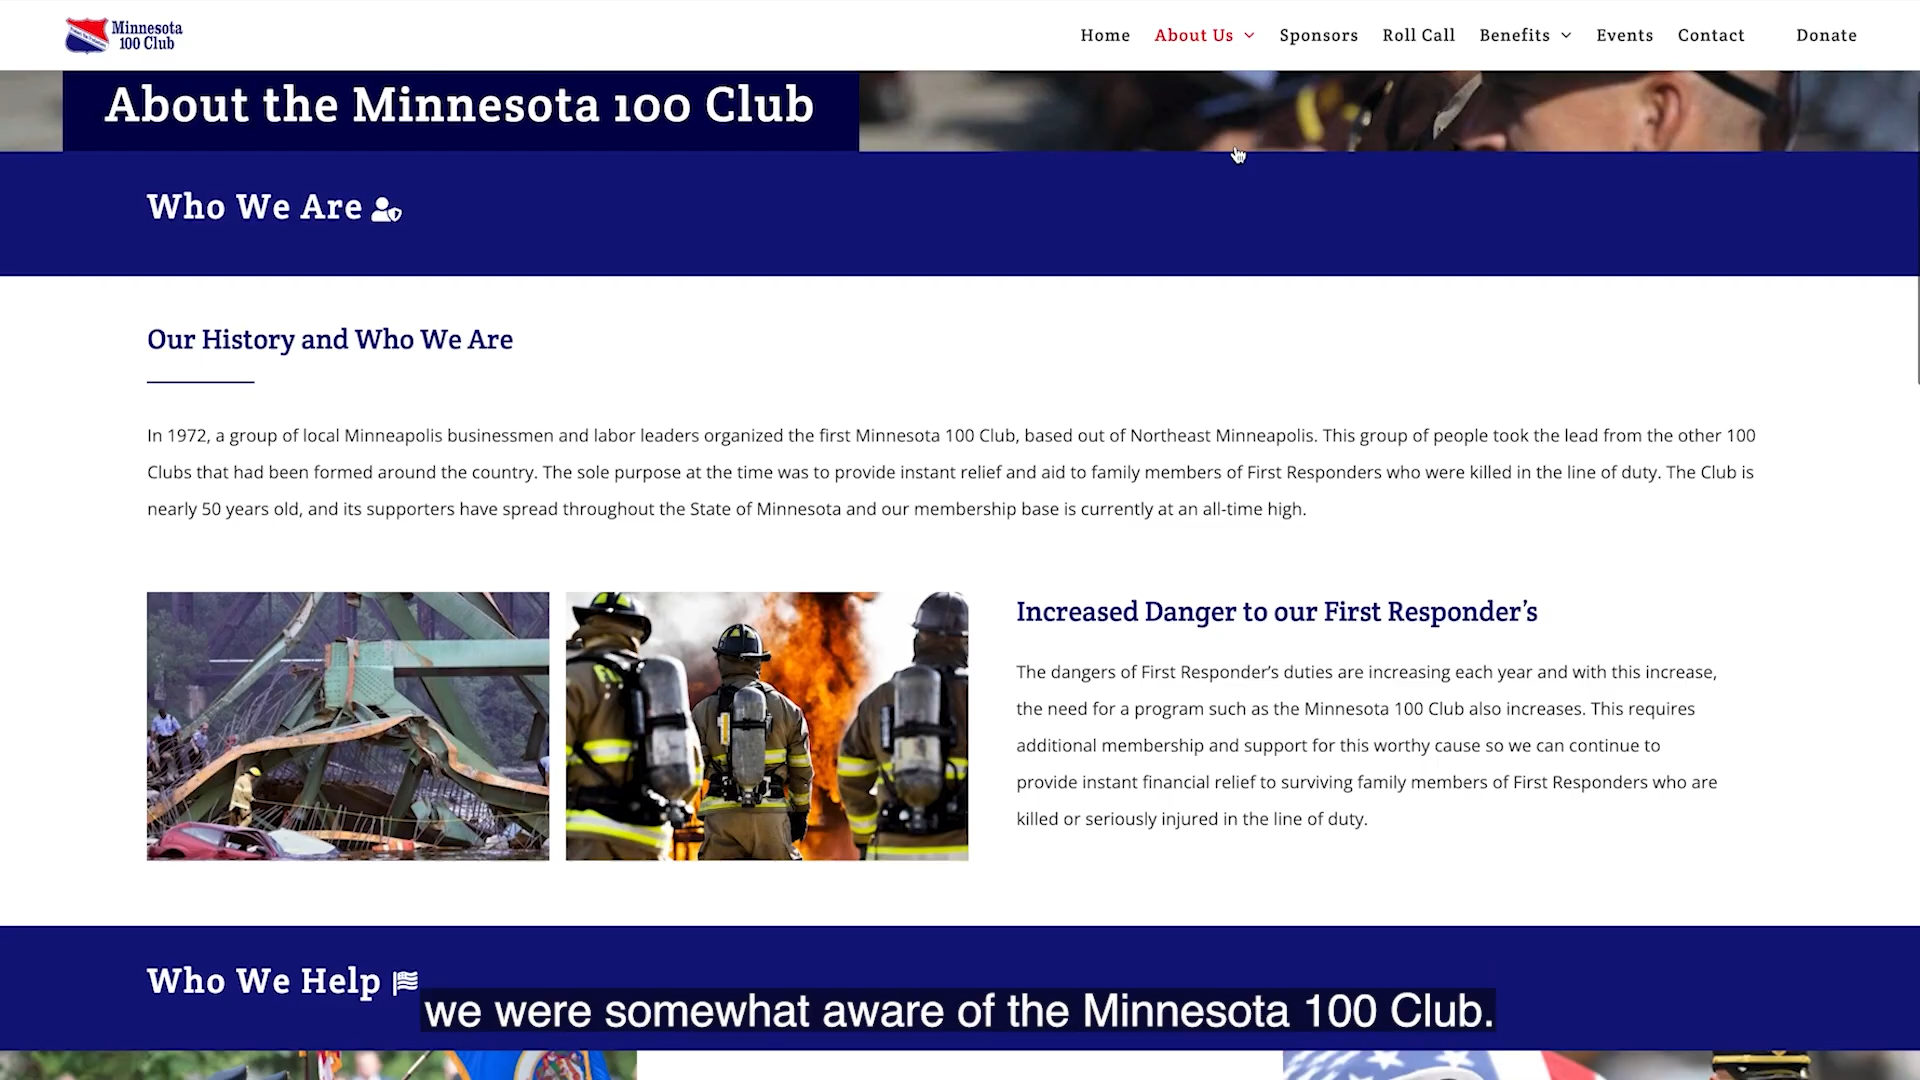 Minnesota
100 Club
Home About Us Sponsors Roll Call Benefits Events Contact Donate
About the Minnesota 100 Club
Who We Are
Our History and Who We Are
In 1972, a group of local Minneapolis businessmen and labor leaders organized the first Minnesota 100 Club, based out of Northeast Minneapolis. This group of people took the lead from the other 100
Clubs that had been formed around the country. The sole purpose at the time was to provide instant relief and aid to family members of First Responders who were killed in the line of duty. The Club is
nearly 50 years old, and its supporters have spread throughout the State of Minnesota and our membership base is currently at an all-time high.
Increased Danger to our First Responder’s
The dangers of First Responder’s duties are increasing each year and with this increase,
the need for a program such as the Minnesota 100 Club also increases. This requires
additional membership and support for this worthy cause so we can continue to
provide instant financial relief to surviving family members of First Responders who are
killed or seriously injured in the line of duty.
Who We Help
we were somewhat aware of the Minnesota 100 Club.